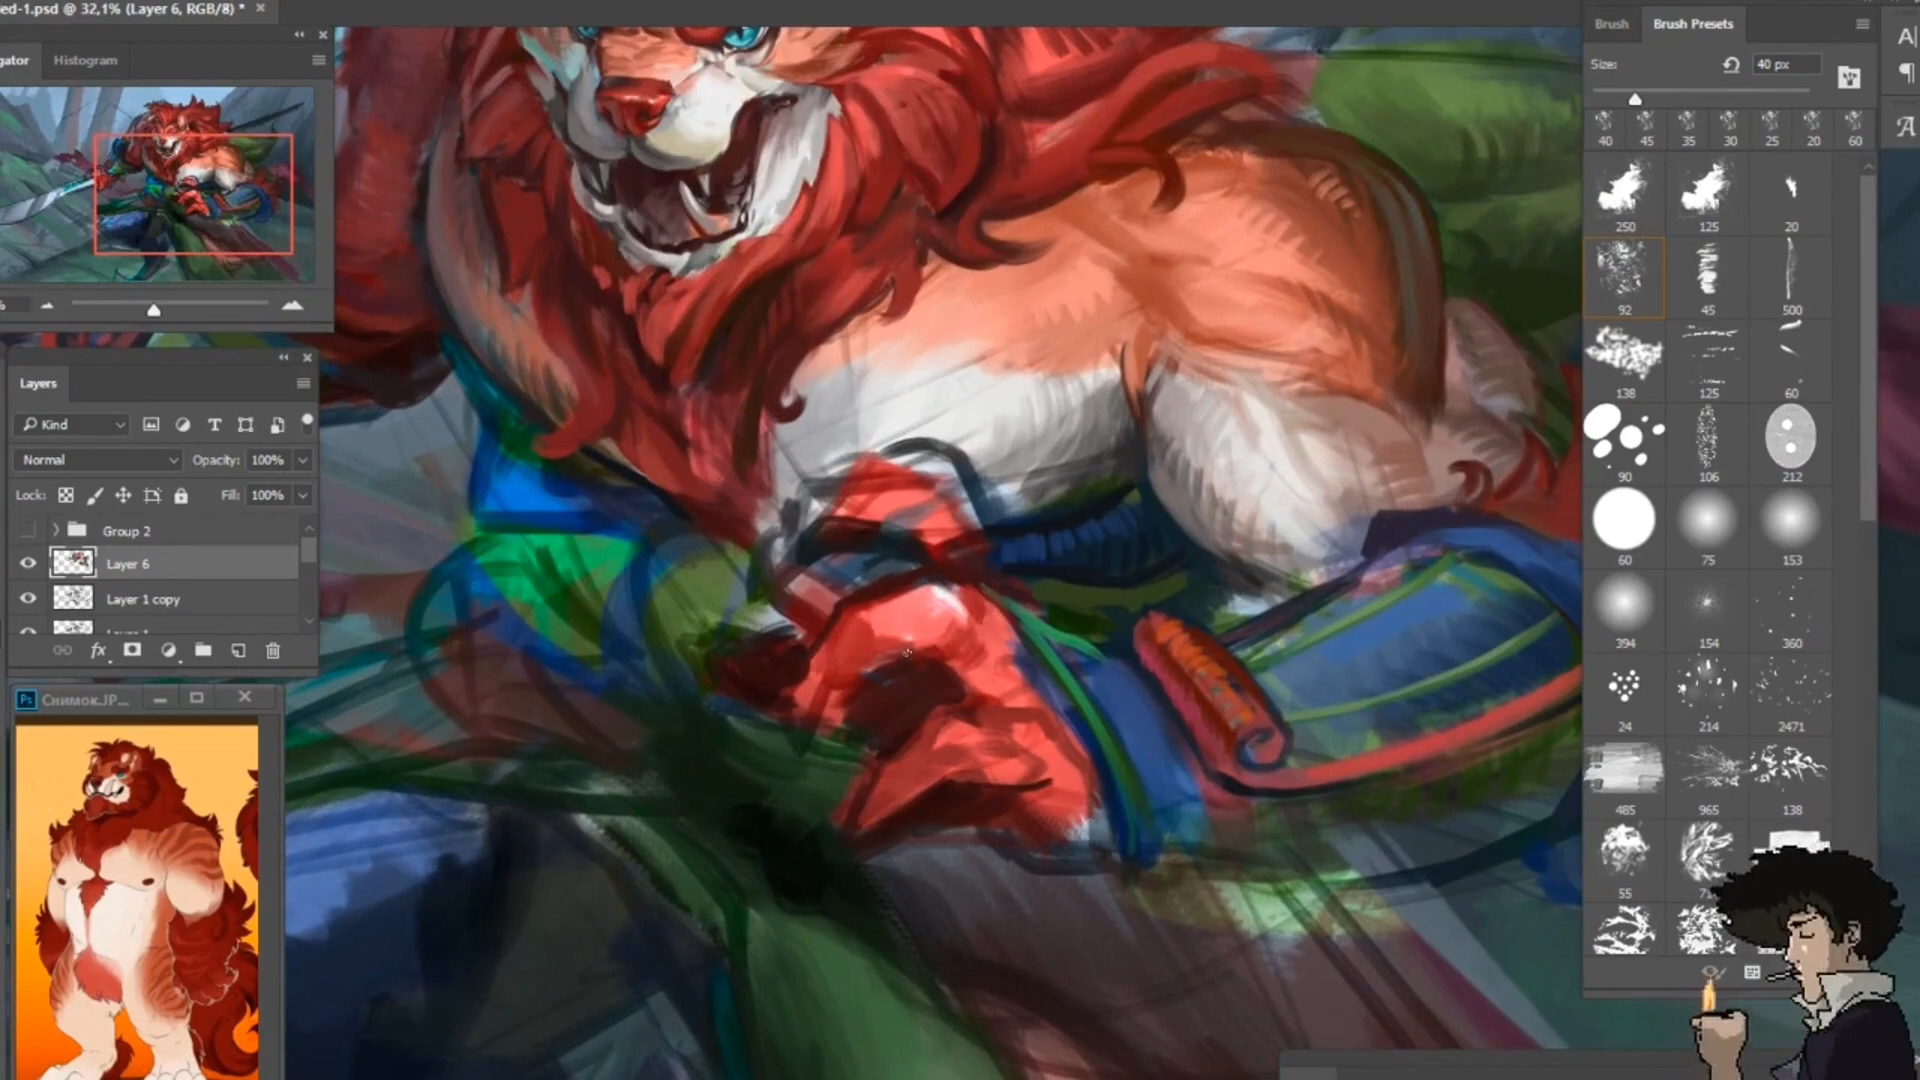 ed-1.psd @ 32,1% (Layer 6, RGB/8) *
gator
Histogram
Layers
Kind
Normal
Opacity: 100%
Lock:
Fill: 100%
Group 2
Layer 6
Layer 1 copy
fx
Ps Снимок.JP...
Brush
Brush Presets
Size:
40 px
40 45 35 30 25 20 60
250 125 20
92 45 500
138 125 60
90 106 212
60 75 153
394 154 360
24 214 2471
485 965 138
55